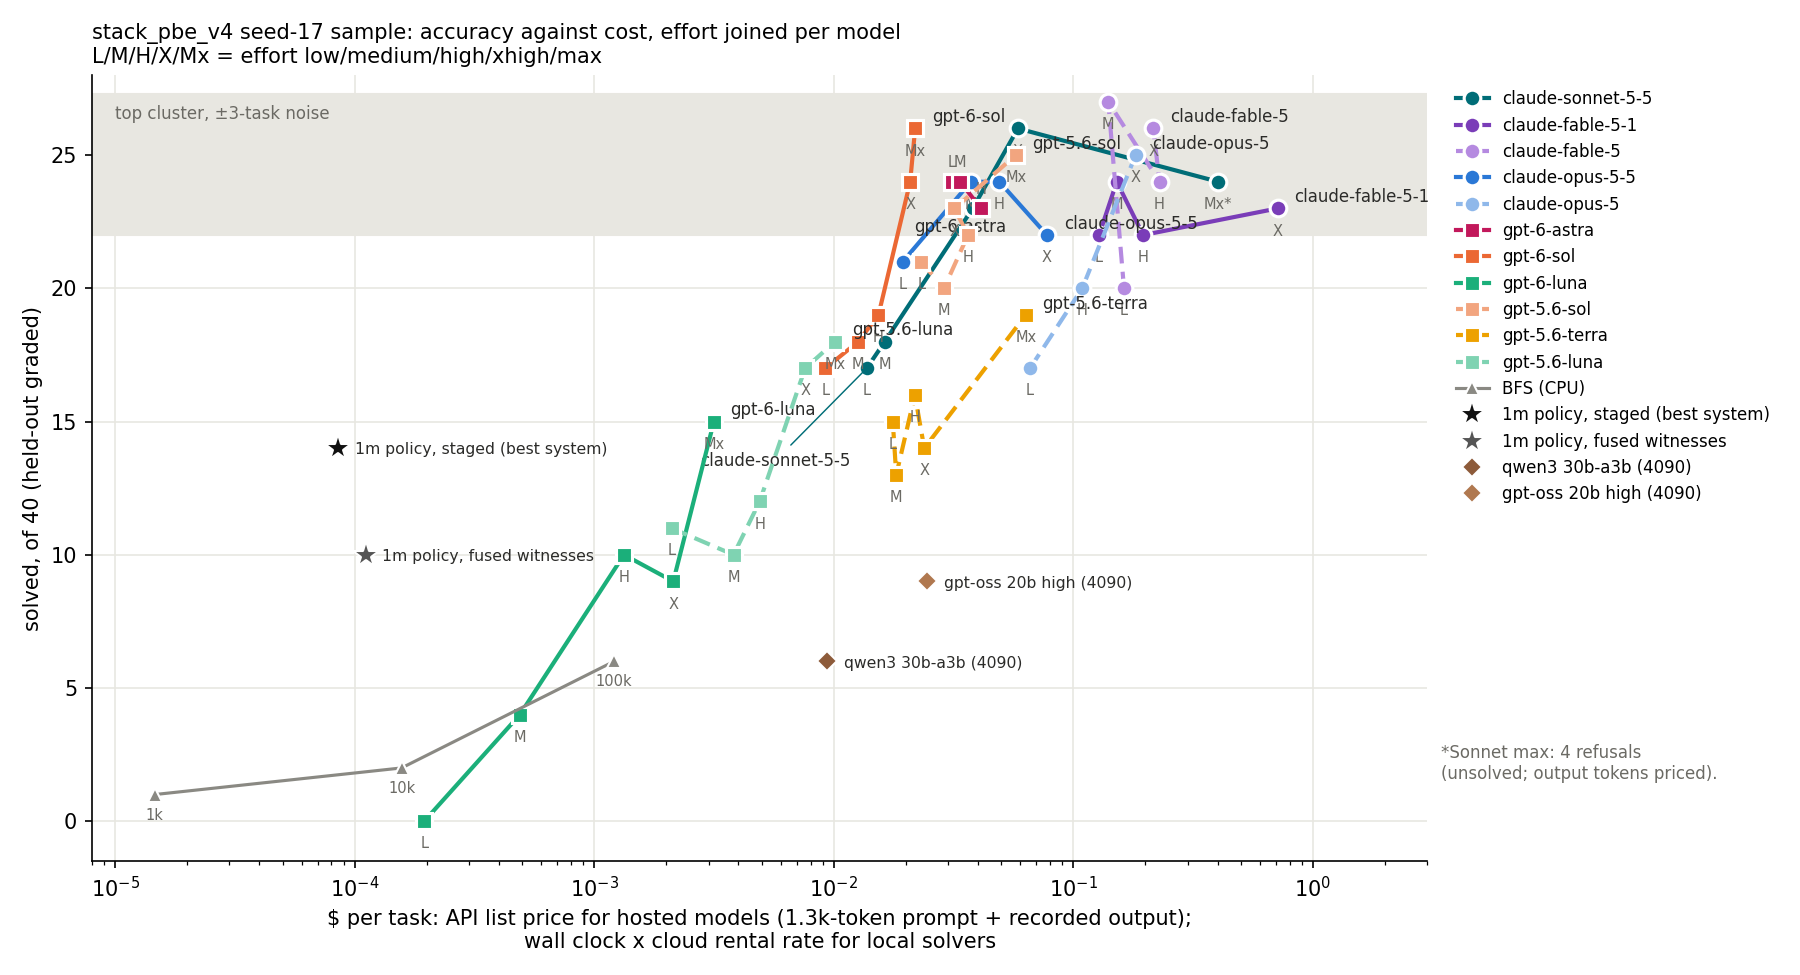 stack_pbe_v4 seed-17 sample: accuracy against cost, effort joined per model
L/M/H/X/Mx = effort low/medium/high/xhigh/max
top cluster, ±3-task noise
solved, of 40 (held-out graded)
25
20
15
10
5
0
gpt-6-sol
gpt-5.6-sol
claude-fable-5
claude-opus-5
claude-fable-5-1
claude-opus-5-5
gpt-6-astra
gpt-5.6-terra
gpt-5.6-luna
gpt-6-luna
claude-sonnet-5-5
M
Mx
LM
X
Mx
X
X
H
H
Mx*
X
L
H
H
L
M
H
L
Mx
L
Mx
M
M
X
L
L
H
L
Mx
X
M
H
L
M
H
X
M
L
1m policy, staged (best system)
1m policy, fused witnesses
gpt-oss 20b high (4090)
qwen3 30b-a3b (4090)
100k
10k
1k
10⁻⁵
10⁻⁴
10⁻³
10⁻²
10⁻¹
10⁰
$ per task: API list price for hosted models (1.3k-token prompt + recorded output);
wall clock x cloud rental rate for local solvers
claude-sonnet-5-5
claude-fable-5-1
claude-fable-5
claude-opus-5-5
claude-opus-5
gpt-6-astra
gpt-6-sol
gpt-6-luna
gpt-5.6-sol
gpt-5.6-terra
gpt-5.6-luna
BFS (CPU)
1m policy, staged (best system)
1m policy, fused witnesses
qwen3 30b-a3b (4090)
gpt-oss 20b high (4090)
*Sonnet max: 4 refusals
(unsolved; output tokens priced).